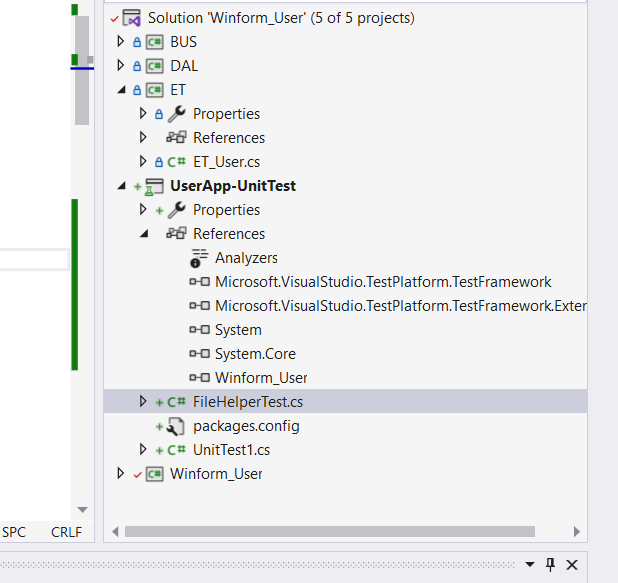 Solution 'Winform_User' (5 of 5 projects)
C# BUS
C# DAL
C# ET
Properties
References
C# ET_User.cs
UserApp-UnitTest
Properties
References
Analyzers
Microsoft.VisualStudio.TestPlatform.TestFramework
Microsoft.VisualStudio.TestPlatform.TestFramework.Exter
System
System.Core
Winform_User
C# FileHelperTest.cs
packages.config
C# UnitTest1.cs
C# Winform_User
SPC CRLF